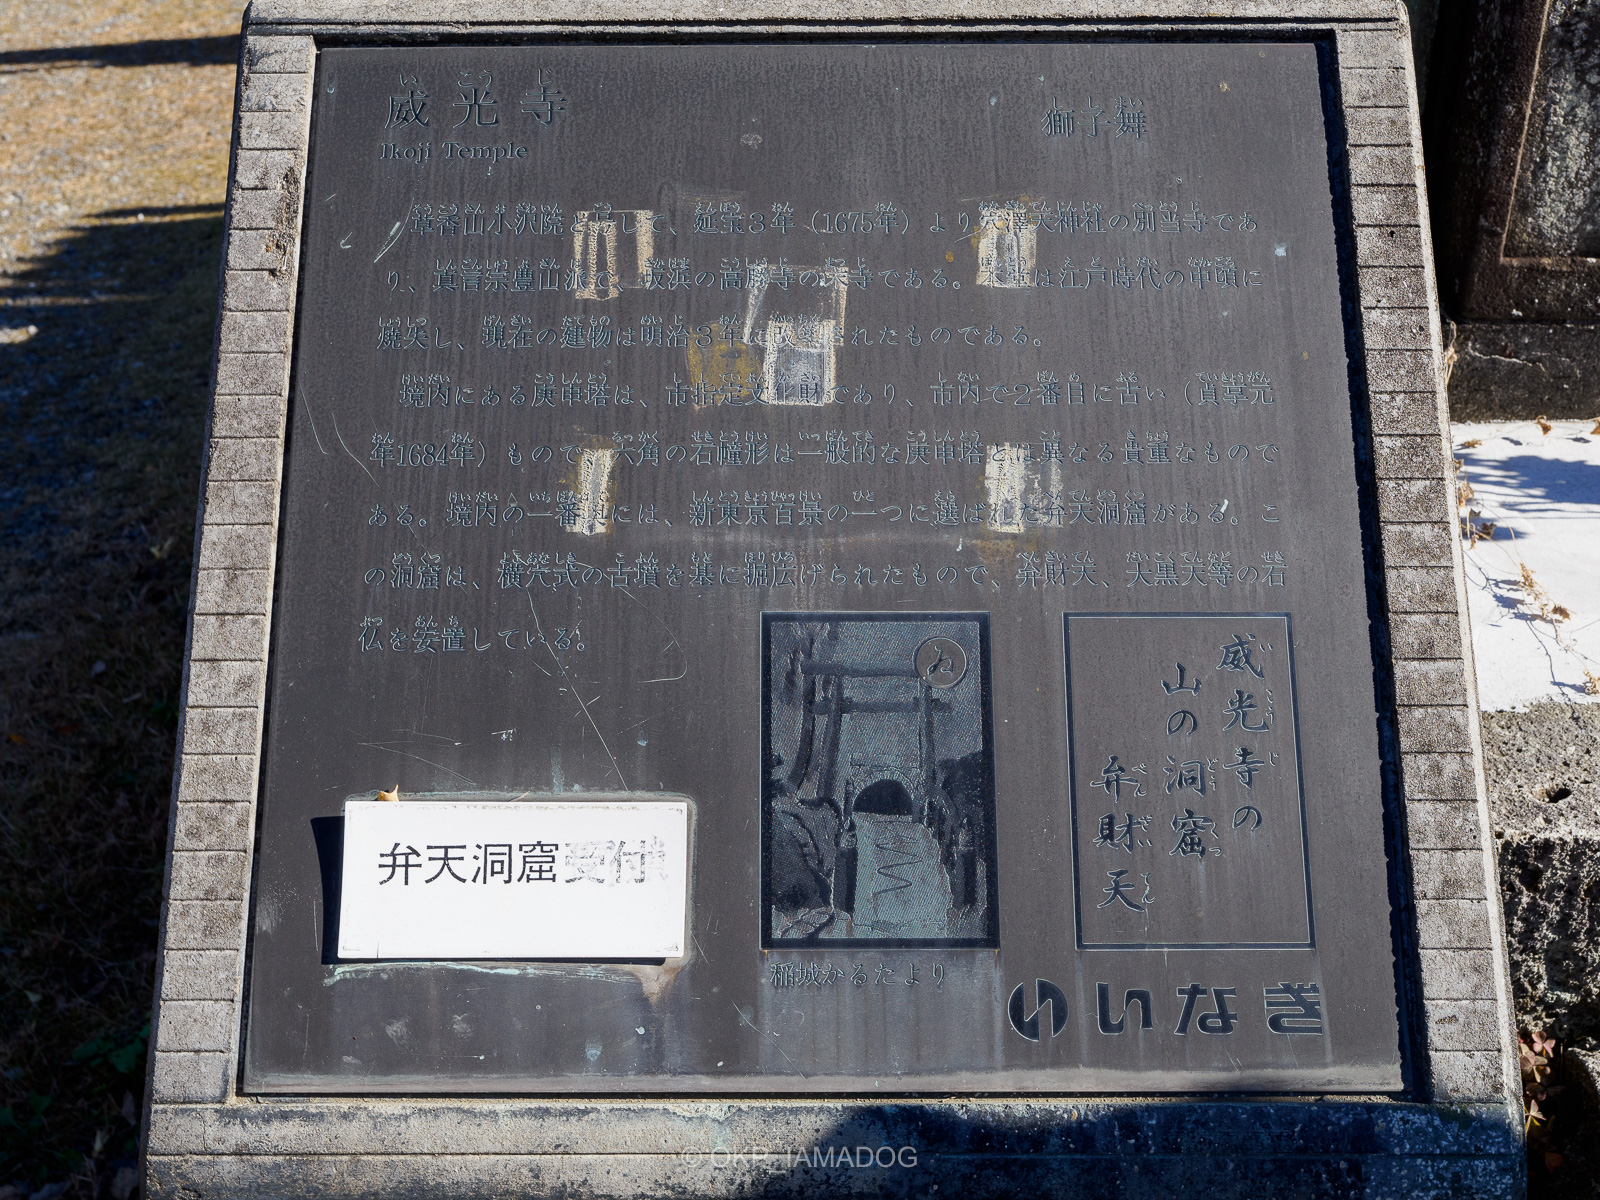 威光寺
Ikoji Temple
獅子舞
草香山小沢院と号して、延宝3年（1675年）より穴澤天神社の別当寺であ
り、真言宗豊山派で、坂浜の高勝寺の末寺である。本堂は江戸時代の中頃に
焼失し、現在の建物は明治3年に改築されたものである。
境内にある庚申塔は、市指定文化財であり、市内で2番目に古い（貞享元
年1684年）もので、六角の石幢形は一般的な庚申塔とは異なる貴重なもので
ある。境内の一番奥には、新東京百景の一つに選ばれた弁天洞窟がある。こ
の洞窟は、横穴式の古墳を基に掘広げられたもので、弁財天、大黒天等の石
仏を安置している。
ゐ
威光寺の
山の洞窟
弁財天
弁天洞窟受付
稲城かるたより
いなぎ
© OKP_TAMADOG